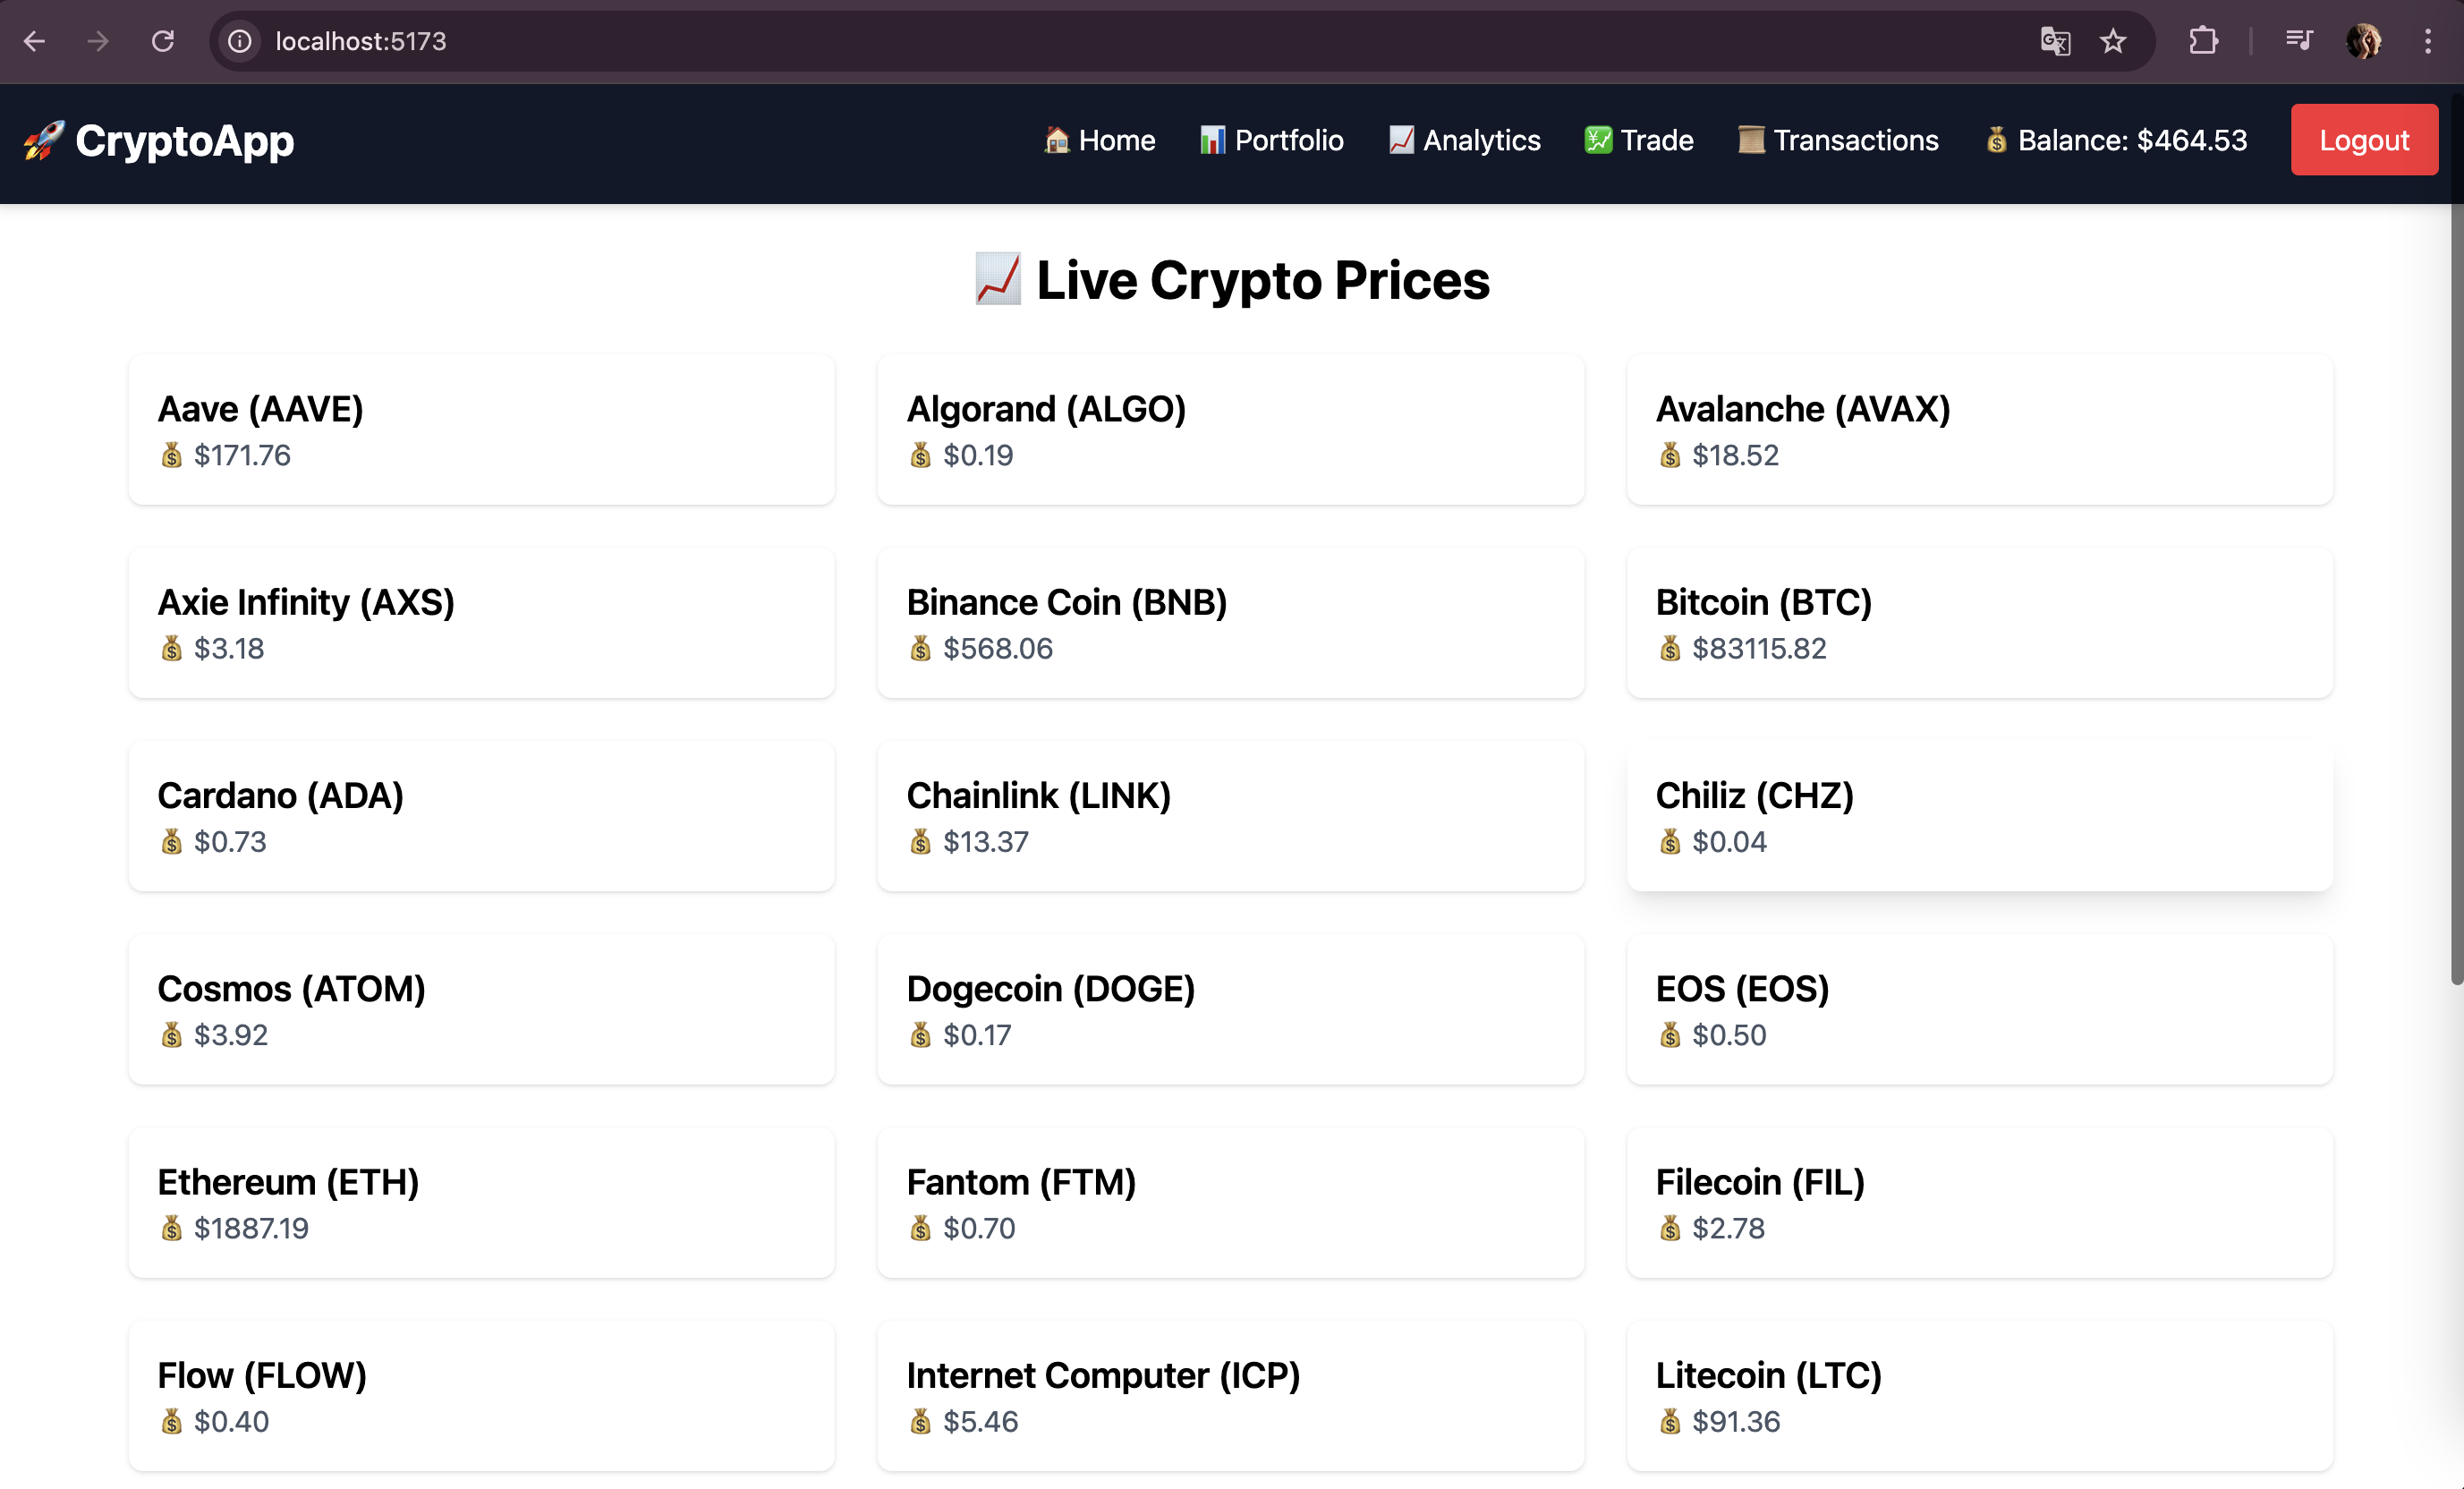 localhost:5173
🚀 CryptoApp
🏠 Home 📊 Portfolio 📈 Analytics 💹 Trade 📜 Transactions 💰 Balance: $464.53 Logout
📈 Live Crypto Prices
Aave (AAVE)
💰 $171.76
Algorand (ALGO)
💰 $0.19
Avalanche (AVAX)
💰 $18.52
Axie Infinity (AXS)
💰 $3.18
Binance Coin (BNB)
💰 $568.06
Bitcoin (BTC)
💰 $83115.82
Cardano (ADA)
💰 $0.73
Chainlink (LINK)
💰 $13.37
Chiliz (CHZ)
💰 $0.04
Cosmos (ATOM)
💰 $3.92
Dogecoin (DOGE)
💰 $0.17
EOS (EOS)
💰 $0.50
Ethereum (ETH)
💰 $1887.19
Fantom (FTM)
💰 $0.70
Filecoin (FIL)
💰 $2.78
Flow (FLOW)
💰 $0.40
Internet Computer (ICP)
💰 $5.46
Litecoin (LTC)
💰 $91.36